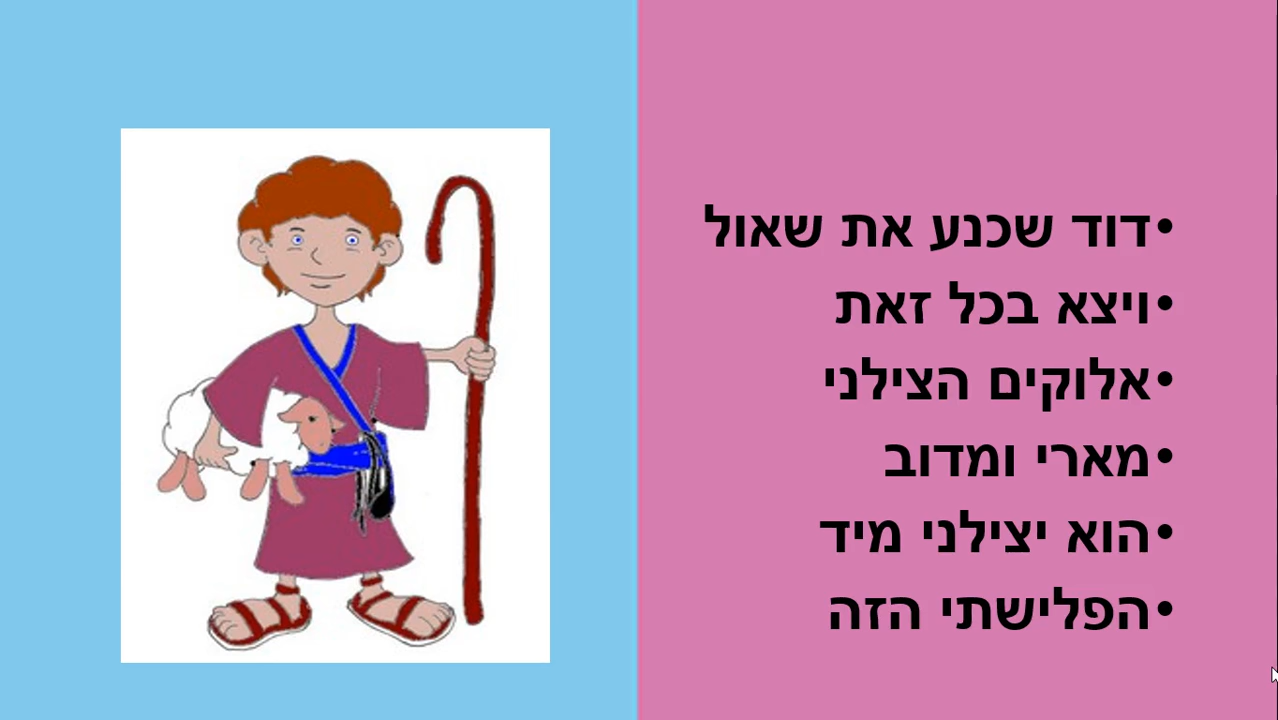 •דוד שכנע את שאול
•ויצא בכל זאת
•אלוקים הצילני
•מארי ומדוב
•הוא יצילני מיד
•הפלישתי הזה